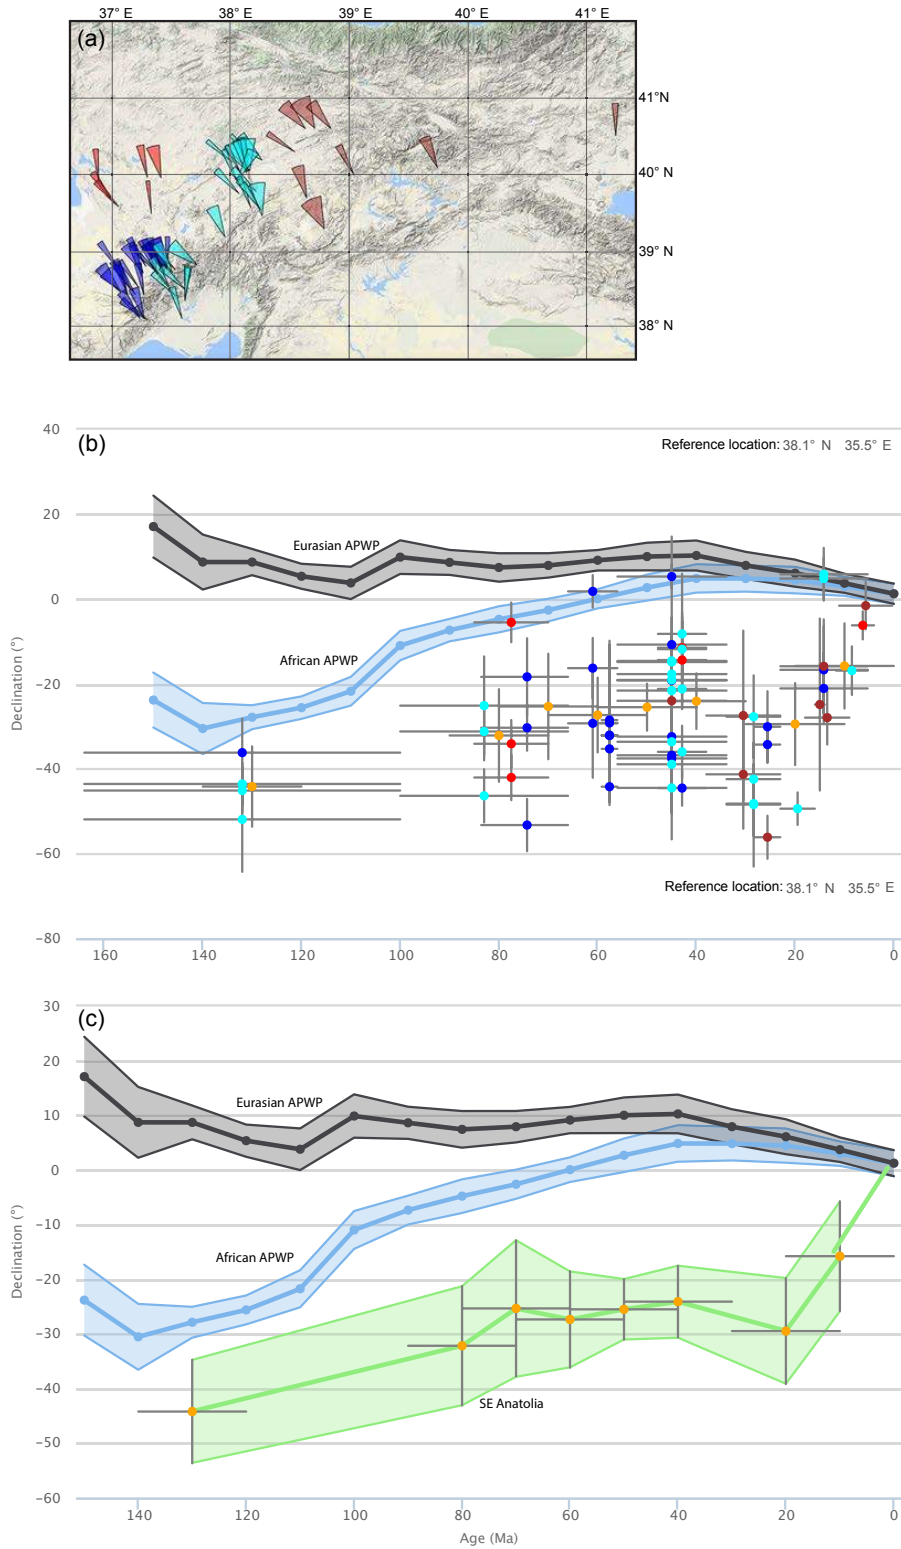 37° E 38° E 39° E 40° E 41° E
(a)
41°N
40° N
39° N
38° N
(b)
40
Reference location: 38.1° N 35.5° E
20
Eurasian APWP
0
African APWP
Declination (°)
−20
−40
−60
Reference location: 38.1° N 35.5° E
−80
160 140 120 100 80 60 40 20 0
(c)
30
20
Eurasian APWP
10
0
−10
African APWP
Declination (°)
−20
−30
−40
SE Anatolia
−50
−60
140 120 100 80 60 40 20 0
Age (Ma)